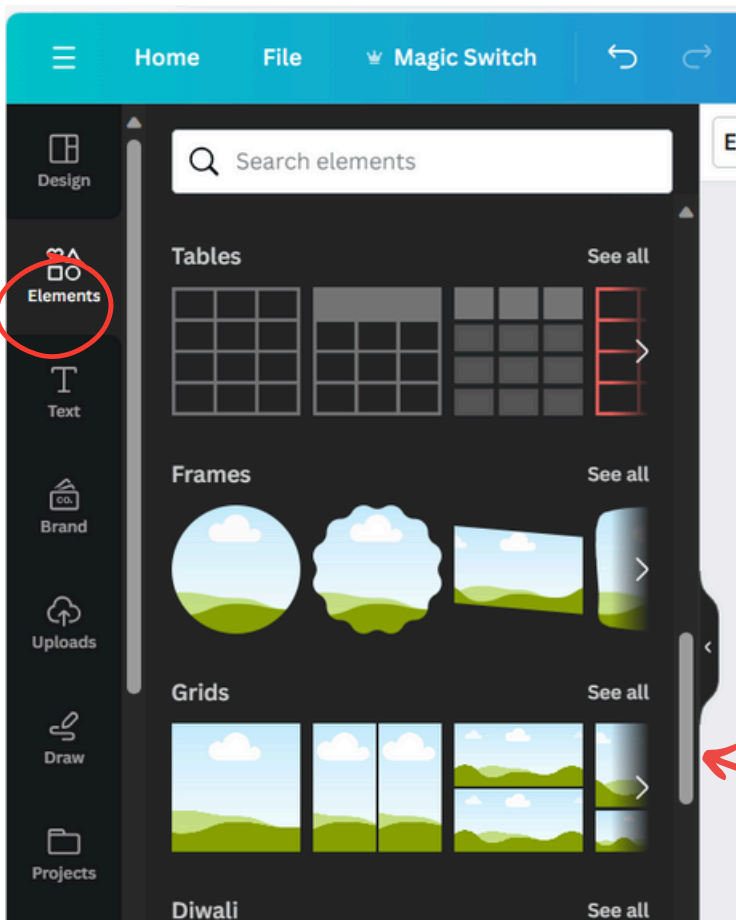 Home File Magic Switch
Design
Search elements
E
Elements
Tables See all
Text
Frames See all
Brand
CO.
Uploads
Grids See all
Draw
Projects
Diwali See all